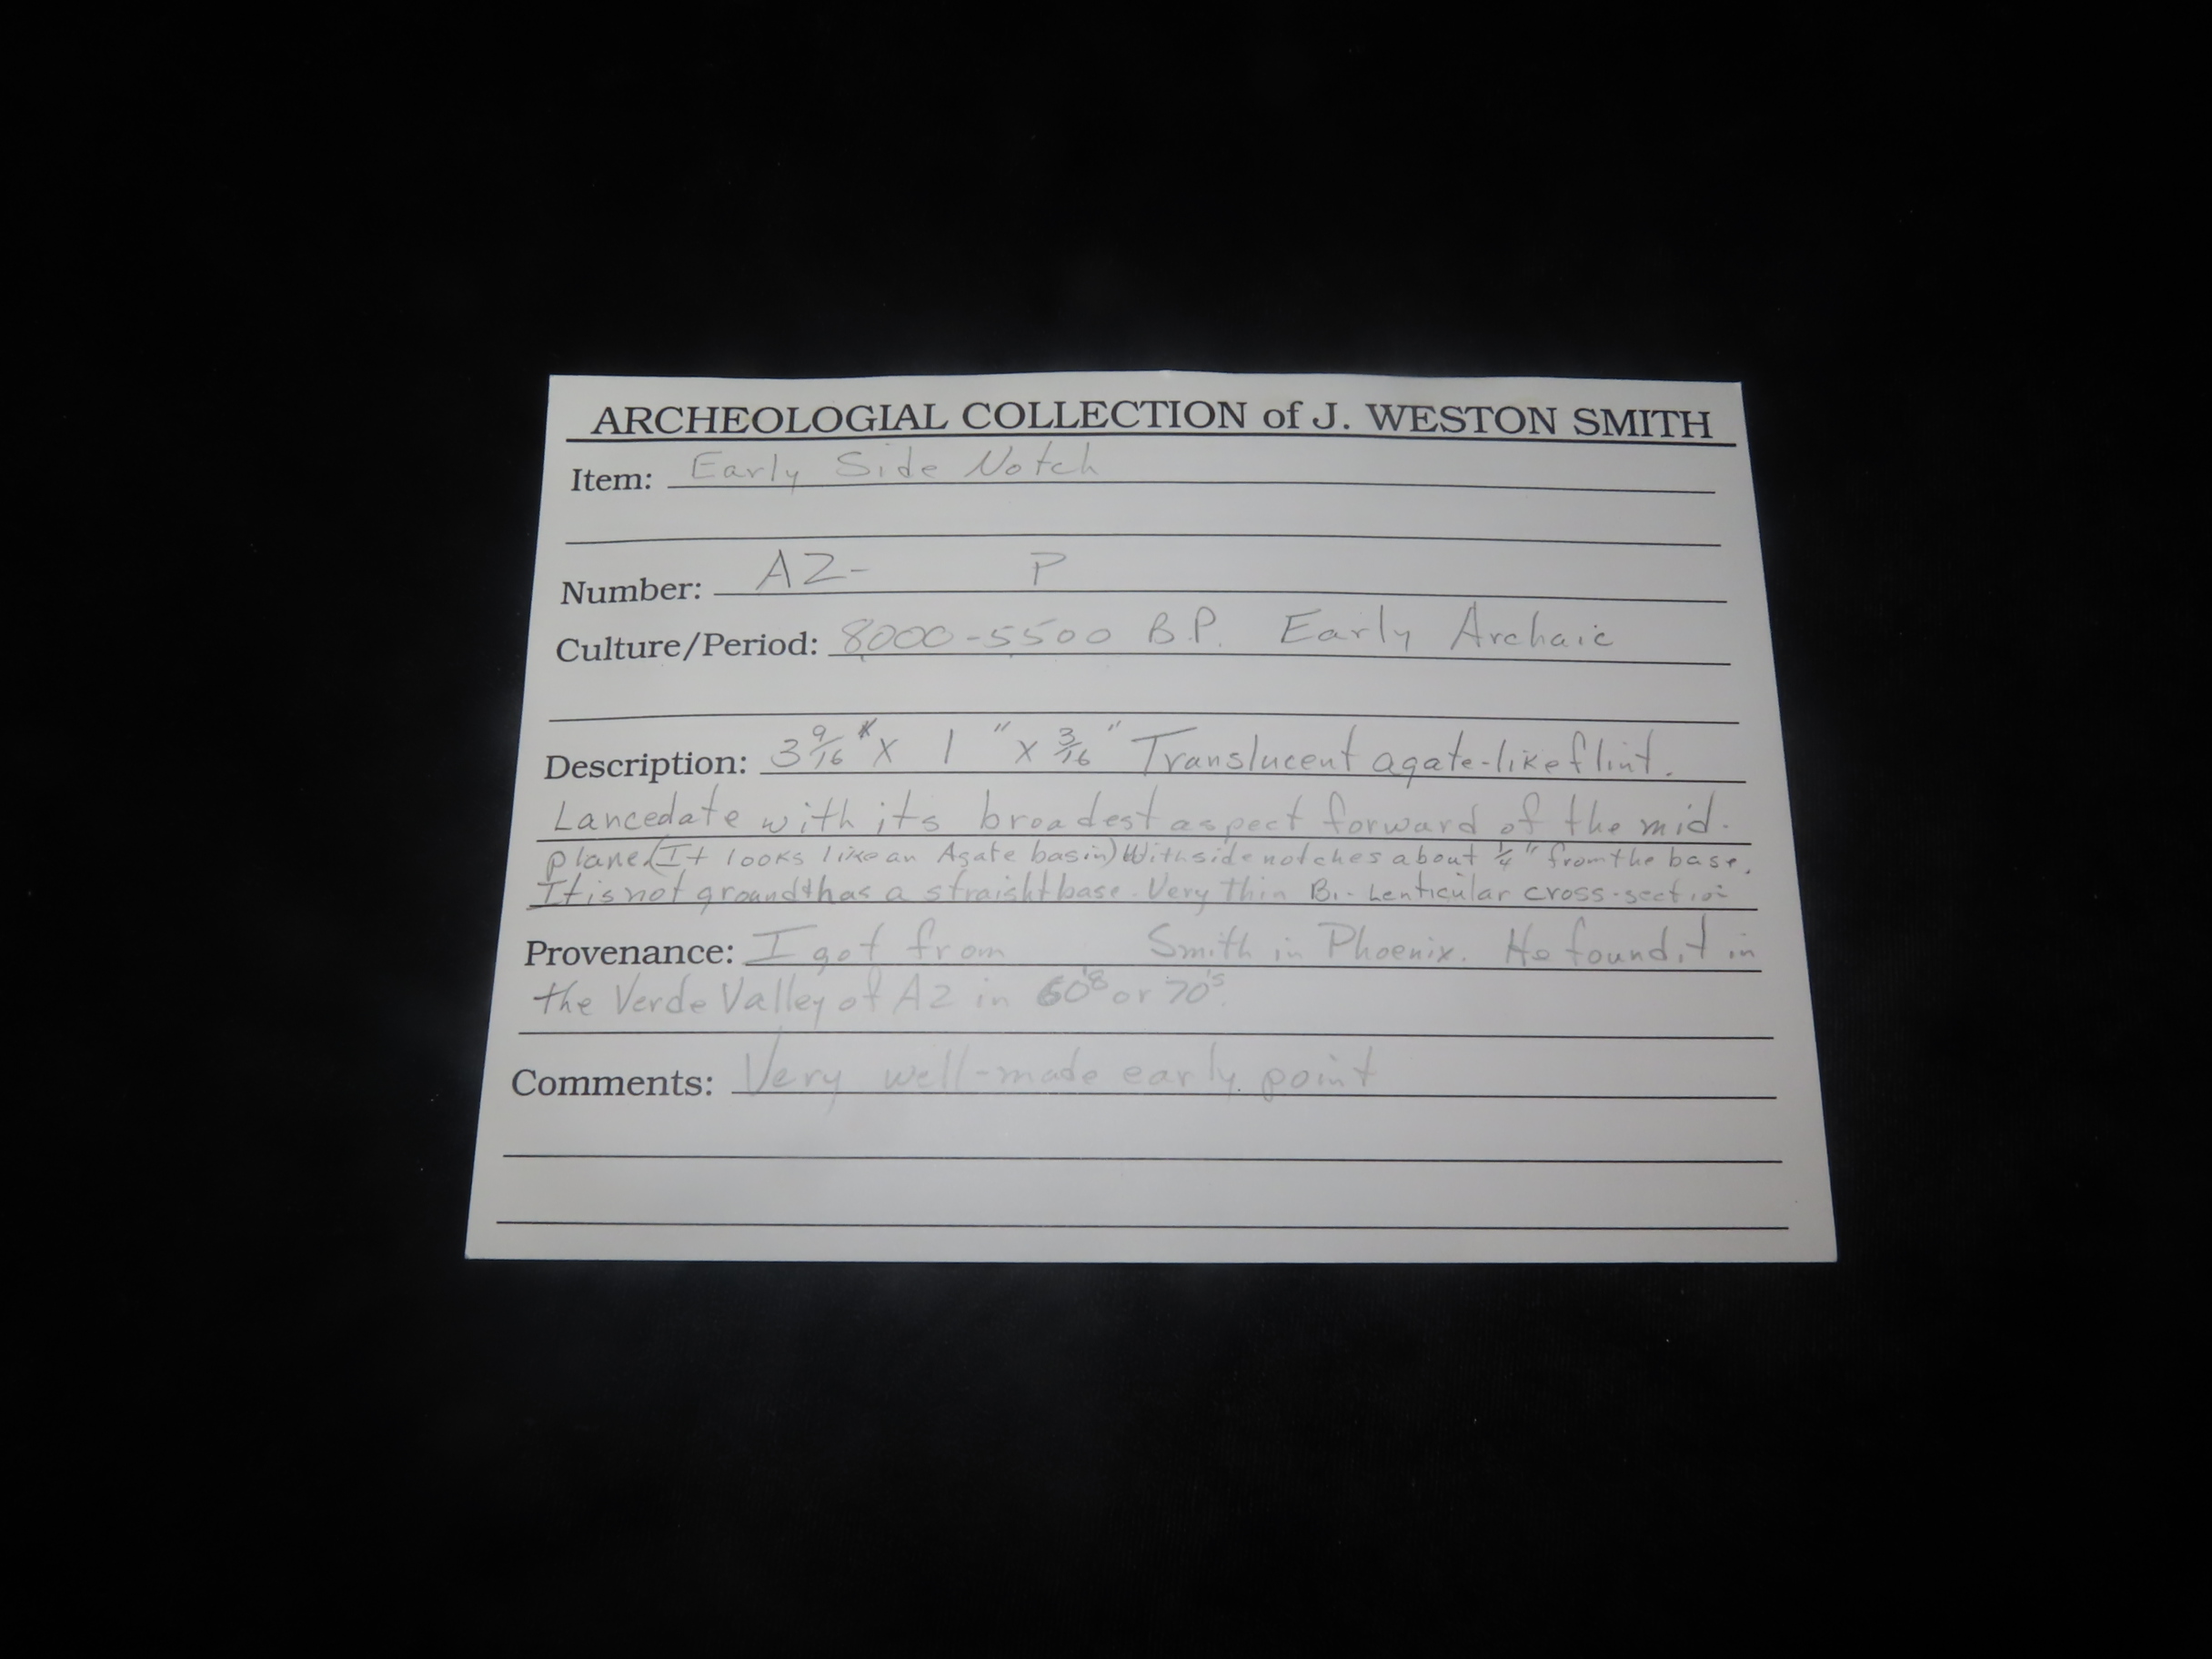 ARCHEOLOGIAL COLLECTION of J. WESTON SMITH
Item: Early Side Notch
Number: AZ- P
Culture/Period: 8000-5500 B.P. Early Archaic
Description: 3 9/16" X 1" X 3/16" Translucent agate-like flint.
Lancedate with its broadest aspect forward of the mid-
plane. (It looks like an Agate basin) With side notches about 1/4" from the base.
It is not ground & has a straight base. Very thin Bi-Lenticular cross-section
Provenance: I got from Smith in Phoenix. He found it in
the Verde Valley of AZ in 60's or 70's.
Comments: Very well-made early point